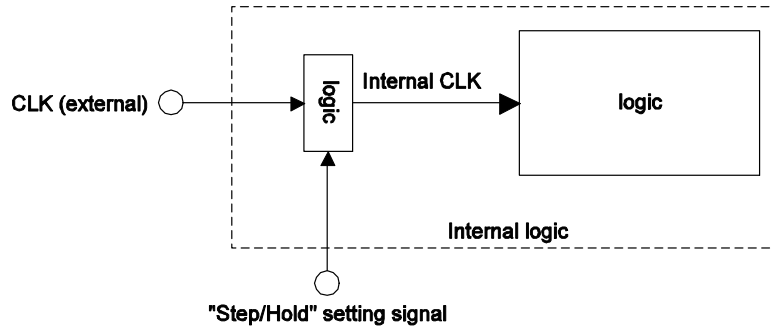 CLK (external)
logic
Internal CLK
logic
Internal logic
"Step/Hold" setting signal